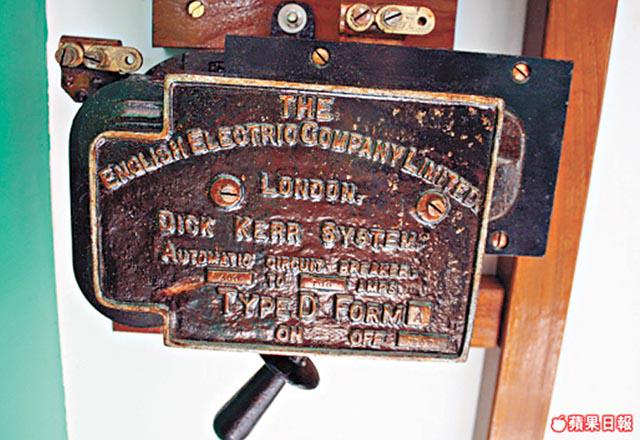 THE
ENGLISH ELECTRIC COMPANY LIMITED
LONDON.
DICK KERR SYSTEM
AUTOMATIC CIRCUIT BREAKER
TO AMPS
TYPE D FORM A
ON OFF
蘋果日報